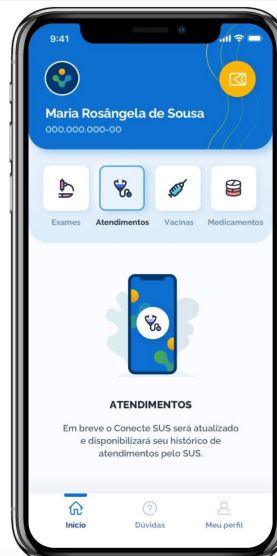 9:41
Maria Rosângela de Sousa
000.000.000-00
Exames Atendimentos Vacinas Medicamentos
ATENDIMENTOS
Em breve o Conecte SUS será atualizado
e disponibilizará seu histórico de
atendimentos pelo SUS.
Início Dúvidas Meu perfil